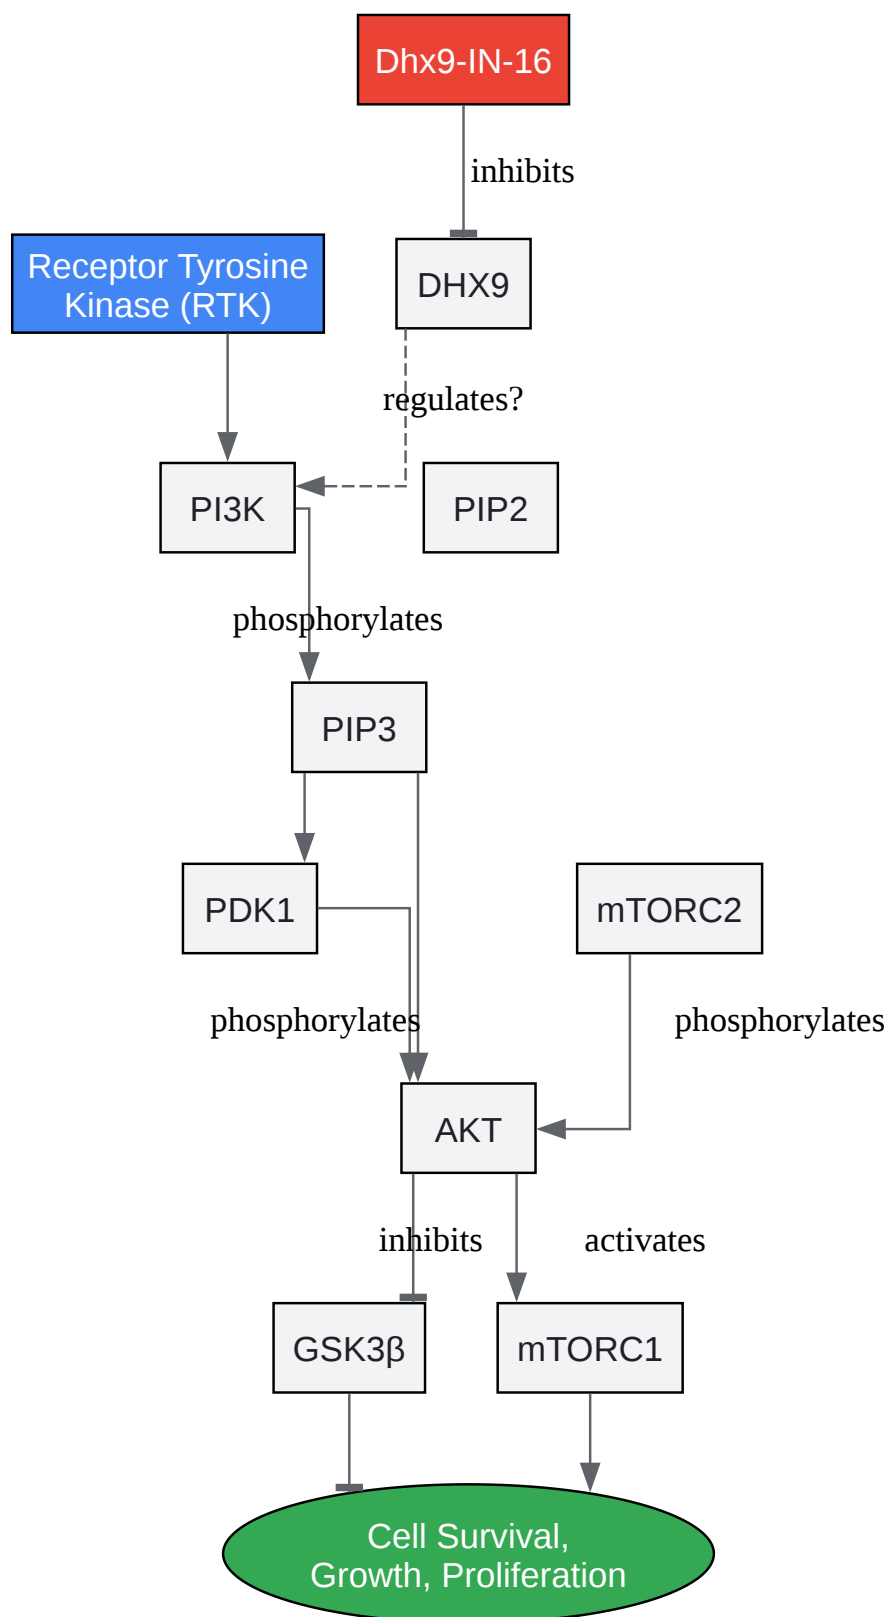 Dhx9-IN-16
inhibits
Receptor Tyrosine
Kinase (RTK)
DHX9
regulates?
PI3K
PIP2
phosphorylates
PIP3
PDK1
mTORC2
phosphorylates
phosphorylates
AKT
inhibits
activates
GSK3β
mTORC1
Cell Survival,
Growth, Proliferation